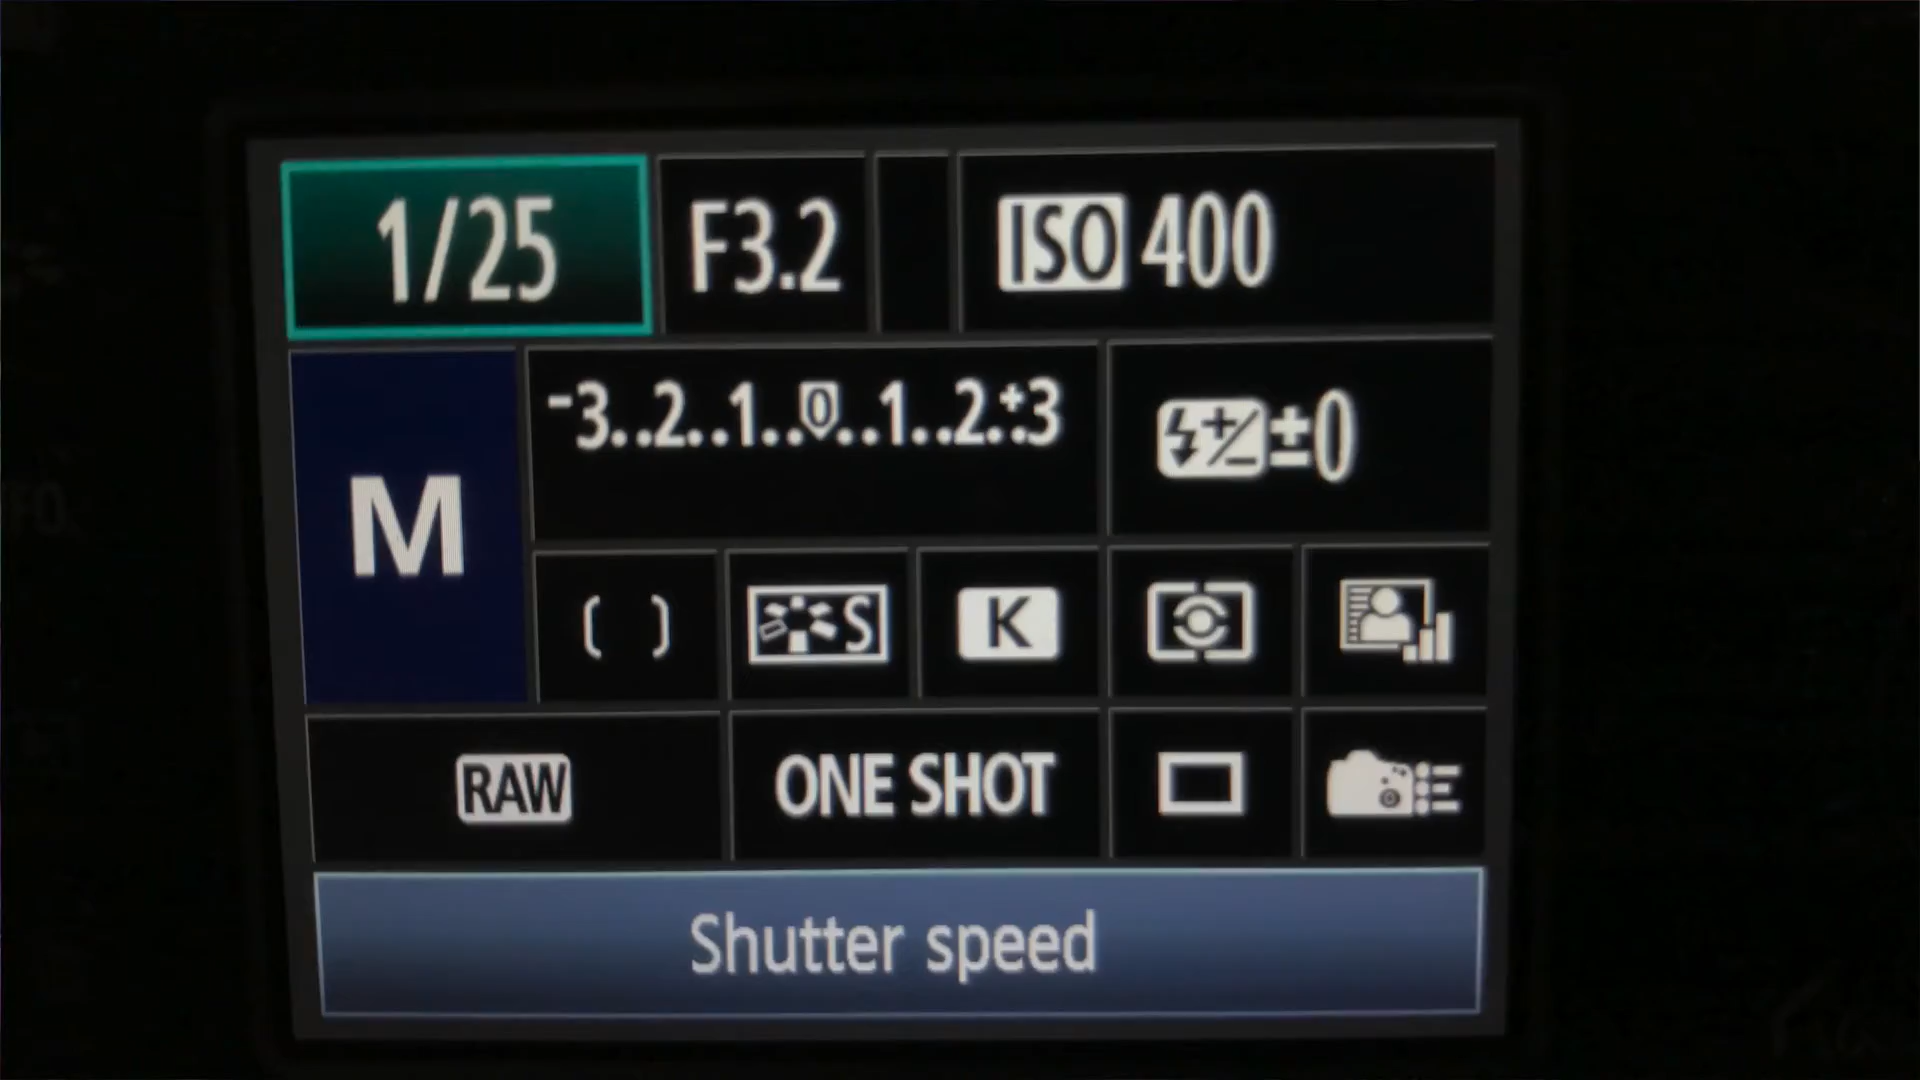 1/25 F3.2 ISO 400
M
-3..2..1..0..1..2.:+3 ±0
S K
RAW ONE SHOT
Shutter speed